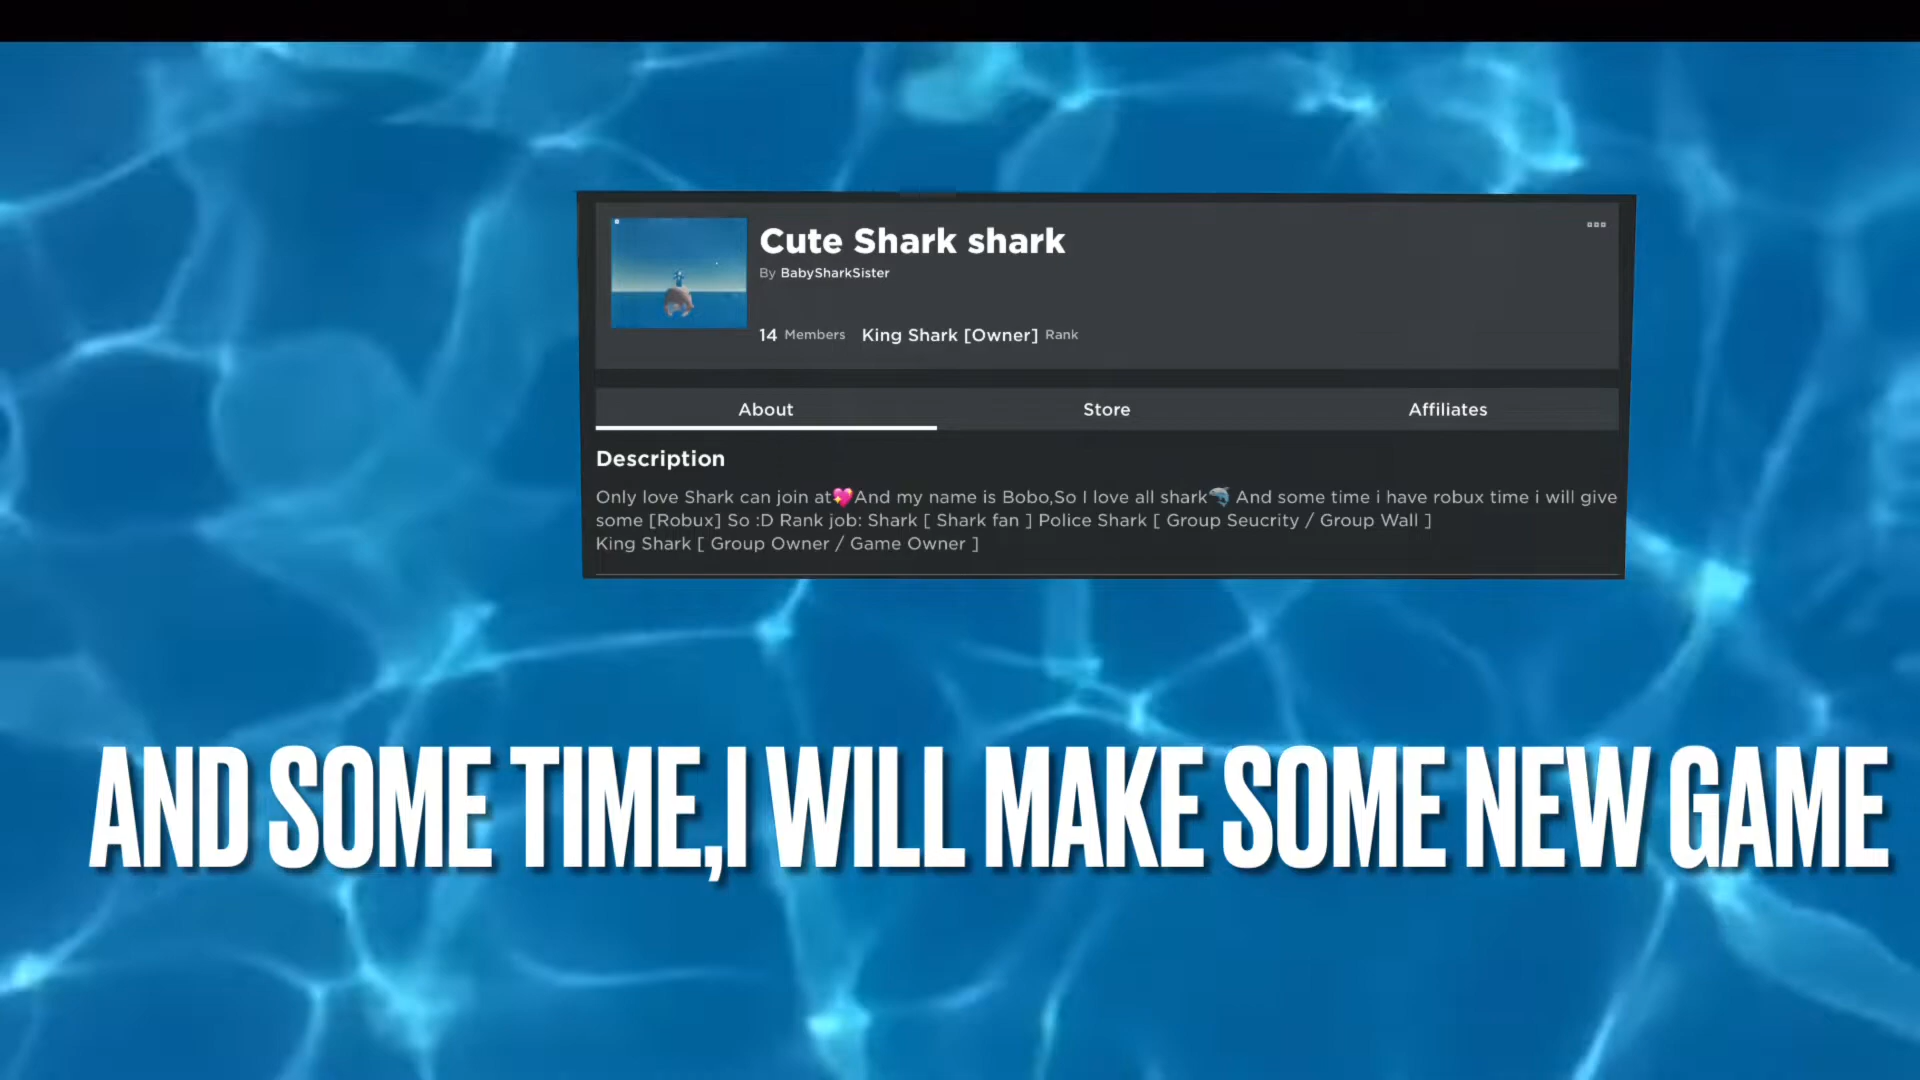 Cute Shark shark
By BabySharkSister
14 Members King Shark [Owner] Rank
About Store Affiliates
Description
Only love Shark can join at💖And my name is Bobo,So I love all shark🦈 And some time i have robux time i will give
some [Robux] So :D Rank job: Shark [ Shark fan ] Police Shark [ Group Seucrity / Group Wall ]
King Shark [ Group Owner / Game Owner ]
AND SOME TIME,I WILL MAKE SOME NEW GAME